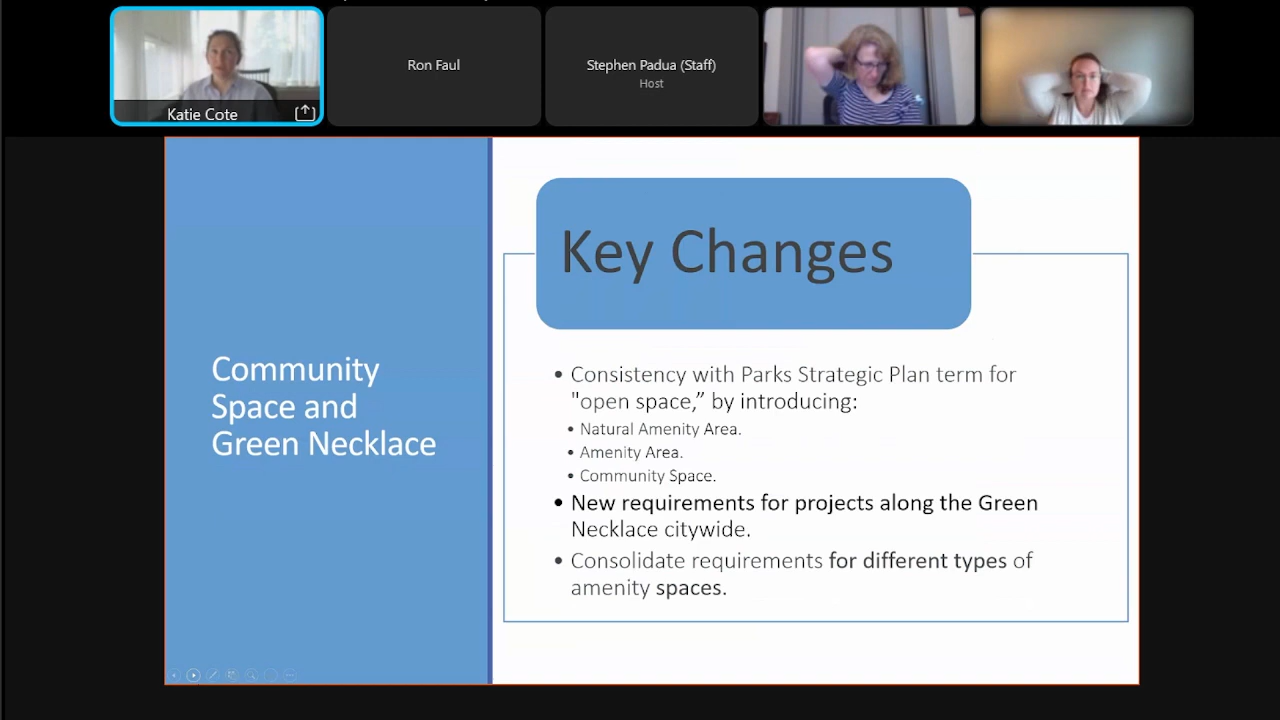 Katie Cote
Ron Faul
Stephen Padua (Staff)
Host
Community
Space and
Green Necklace
Key Changes
• Consistency with Parks Strategic Plan term for
"open space,” by introducing:
• Natural Amenity Area.
• Amenity Area.
• Community Space.
• New requirements for projects along the Green
Necklace citywide.
• Consolidate requirements for different types of
amenity spaces.